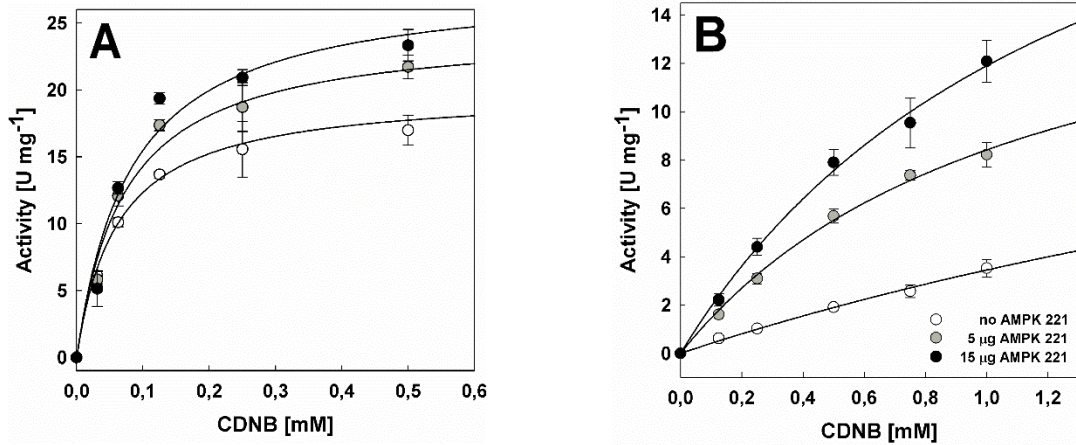 A
Activity [U mg⁻¹]
25
20
15
10
5
0
0,0 0,1 0,2 0,3 0,4 0,5 0,6
CDNB [mM]
B
Activity [U mg⁻¹]
14
12
10
8
6
4
2
0
no AMPK 221
5 µg AMPK 221
15 µg AMPK 221
0,0 0,2 0,4 0,6 0,8 1,0 1,2
CDNB [mM]